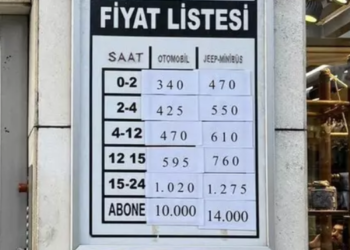 FİYAT LİSTESİ
SAAT OTOMOBİL JEEP-MİNİBÜS
0-2 340 470
2-4 425 550
4-12 470 610
12 15 595 760
15-24 1.020 1.275
ABONE 10.000 14.000